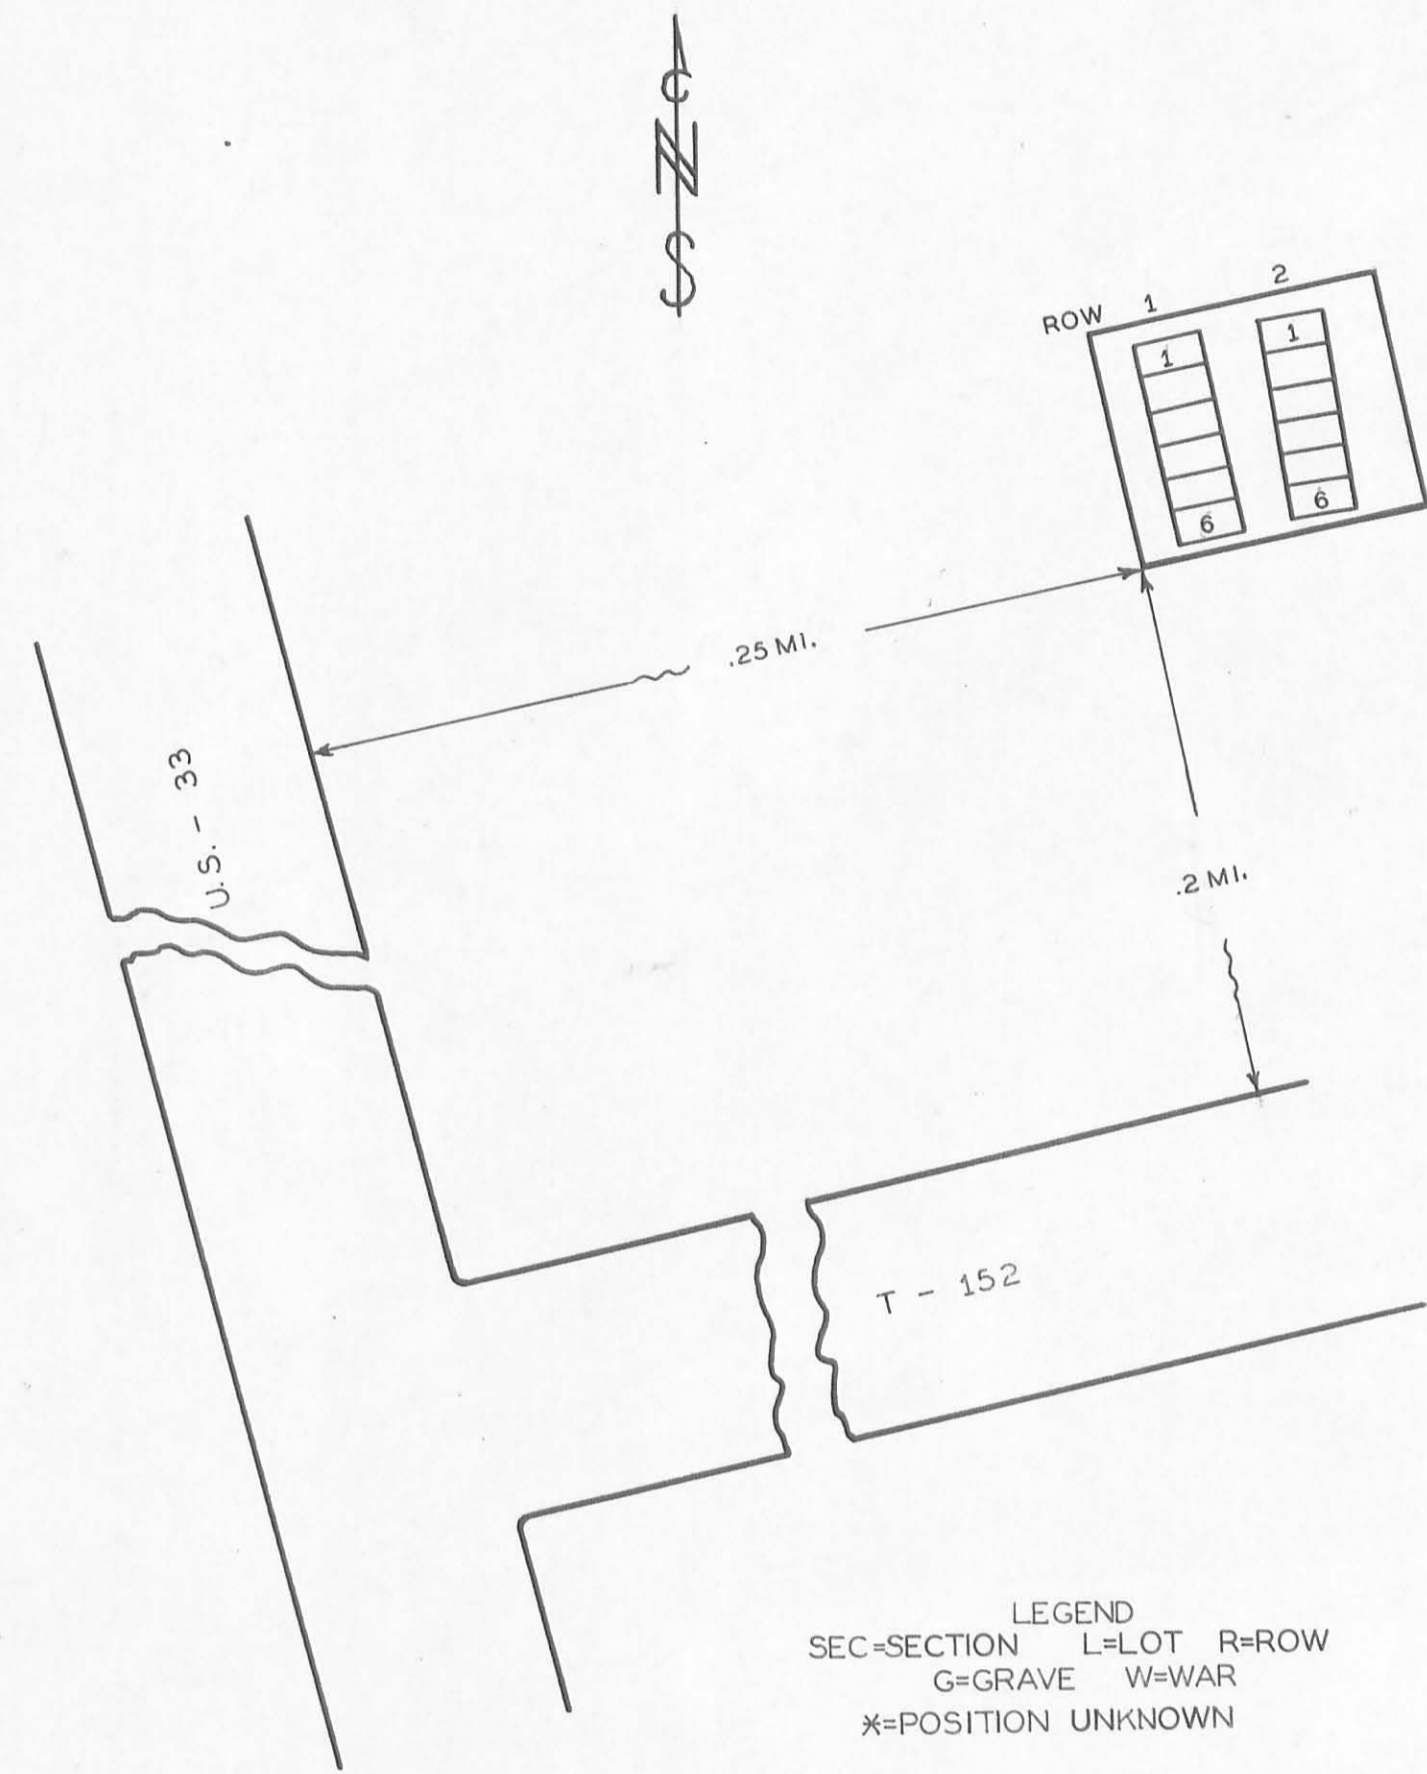 N
S
ROW 1 2
1 1
6 6
.25 MI.
U.S. - 33
.2 MI.
T - 152
LEGEND
SEC=SECTION L=LOT R=ROW
G=GRAVE W=WAR
*=POSITION UNKNOWN